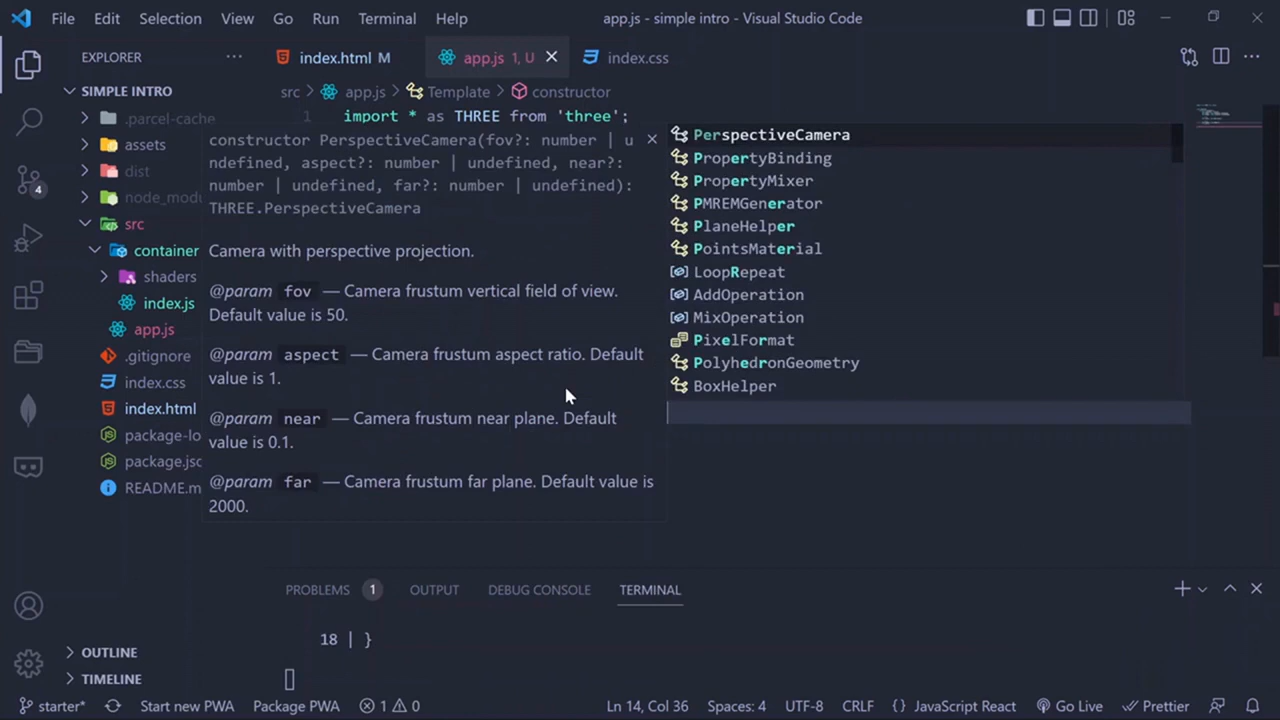 File Edit Selection View Go Run Terminal Help app.js - simple intro - Visual Studio Code
EXPLORER
index.html M
app.js 1, U
index.css
SIMPLE INTRO
src > app.js > Template > constructor
.parcel-cache
assets
dist
node_modu
src
container
shaders
index.js
app.js
.gitignore
index.css
index.html
package-lo
package.jsc
README.m
OUTLINE
TIMELINE
4
1 import * as THREE from 'three';
constructor PerspectiveCamera(fov?: number | u
ndefined, aspect?: number | undefined, near?:
number | undefined, far?: number | undefined):
THREE.PerspectiveCamera
Camera with perspective projection.
@param fov — Camera frustum vertical field of view.
Default value is 50.
@param aspect — Camera frustum aspect ratio. Default
value is 1.
@param near — Camera frustum near plane. Default
value is 0.1.
@param far — Camera frustum far plane. Default value is
2000.
PerspectiveCamera
PropertyBinding
PropertyMixer
PMREMGenerator
PlaneHelper
PointsMaterial
LoopRepeat
AddOperation
MixOperation
PixelFormat
PolyhedronGeometry
BoxHelper
PROBLEMS 1 OUTPUT DEBUG CONSOLE TERMINAL
18 | }
starter* Start new PWA Package PWA 1 0 Ln 14, Col 36 Spaces: 4 UTF-8 CRLF {} JavaScript React Go Live Prettier